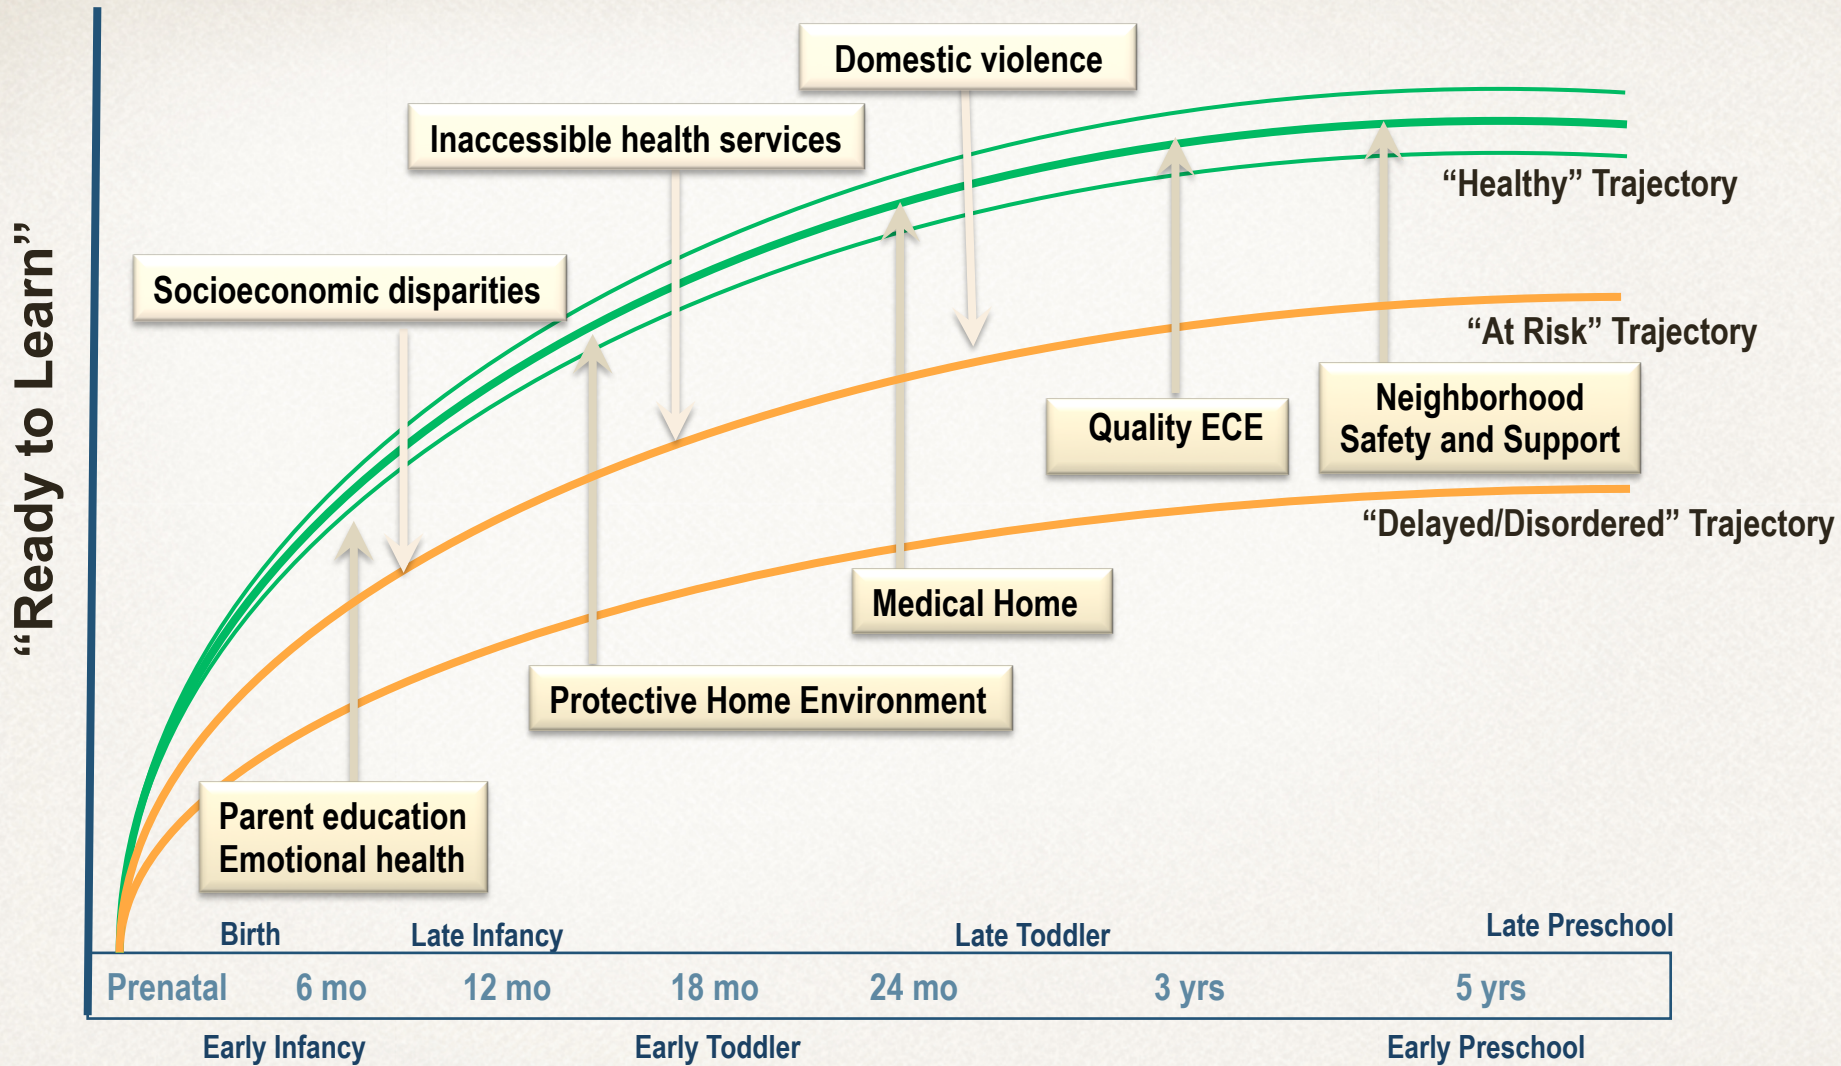 Domestic violence
Inaccessible health services
“Healthy” Trajectory
“Ready to Learn”
Socioeconomic disparities
“At Risk” Trajectory
Neighborhood
Safety and Support
Quality ECE
“Delayed/Disordered” Trajectory
Medical Home
Protective Home Environment
Parent education
Emotional health
Birth
Late Infancy
Late Toddler
Late Preschool
Prenatal 6 mo 12 mo 18 mo 24 mo 3 yrs 5 yrs
Early Infancy
Early Toddler
Early Preschool